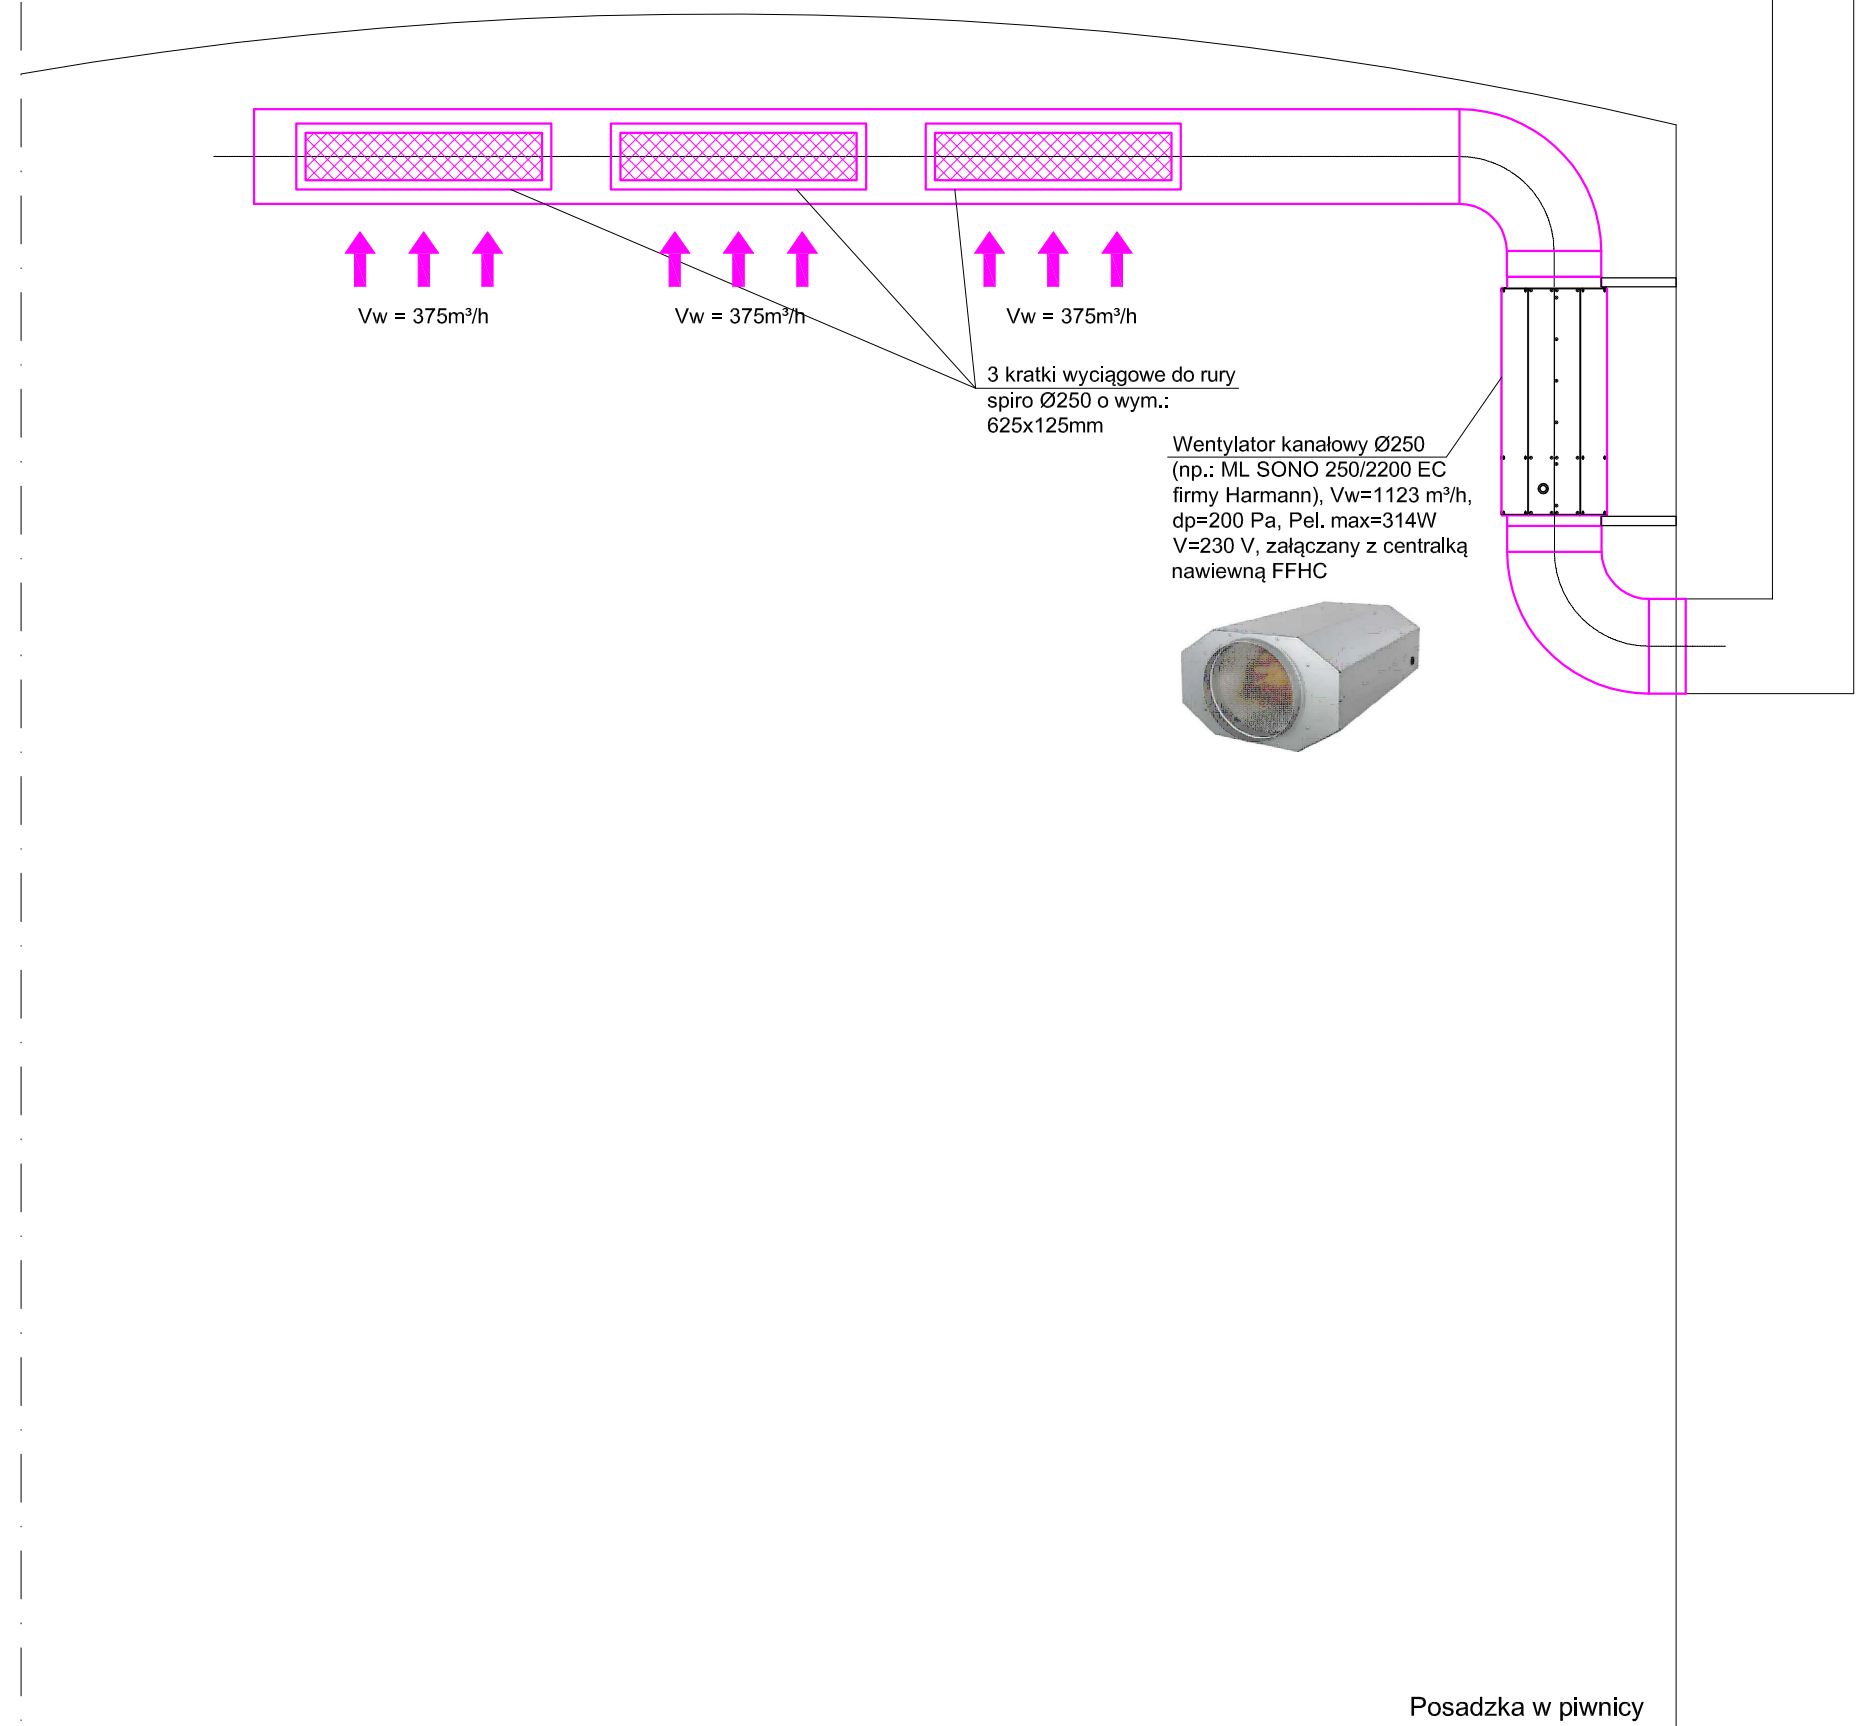 Vw = 375m³/h
Vw = 375m³/h
Vw = 375m³/h
3 kratki wyciągowe do rury
spiro Ø250 o wym.:
625x125mm
Wentylator kanałowy Ø250
(np.: ML SONO 250/2200 EC
firmy Harmann), Vw=1123 m³/h,
dp=200 Pa, Pel. max=314W
V=230 V, załączany z centralką
nawiewną FFHC
Posadzka w piwnicy